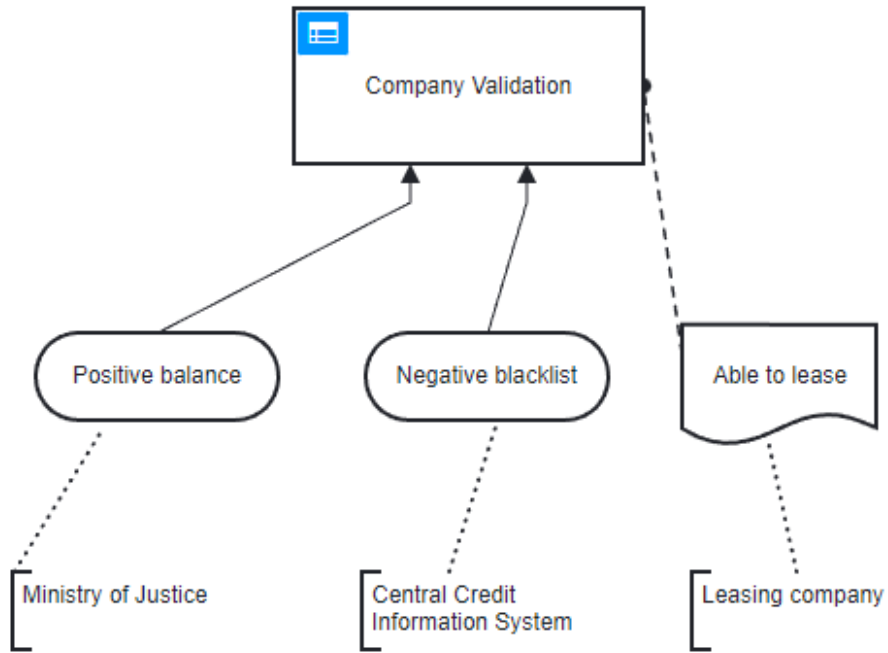 Company Validation
Positive balance
Negative blacklist
Able to lease
Ministry of Justice
Central Credit
Information System
Leasing company